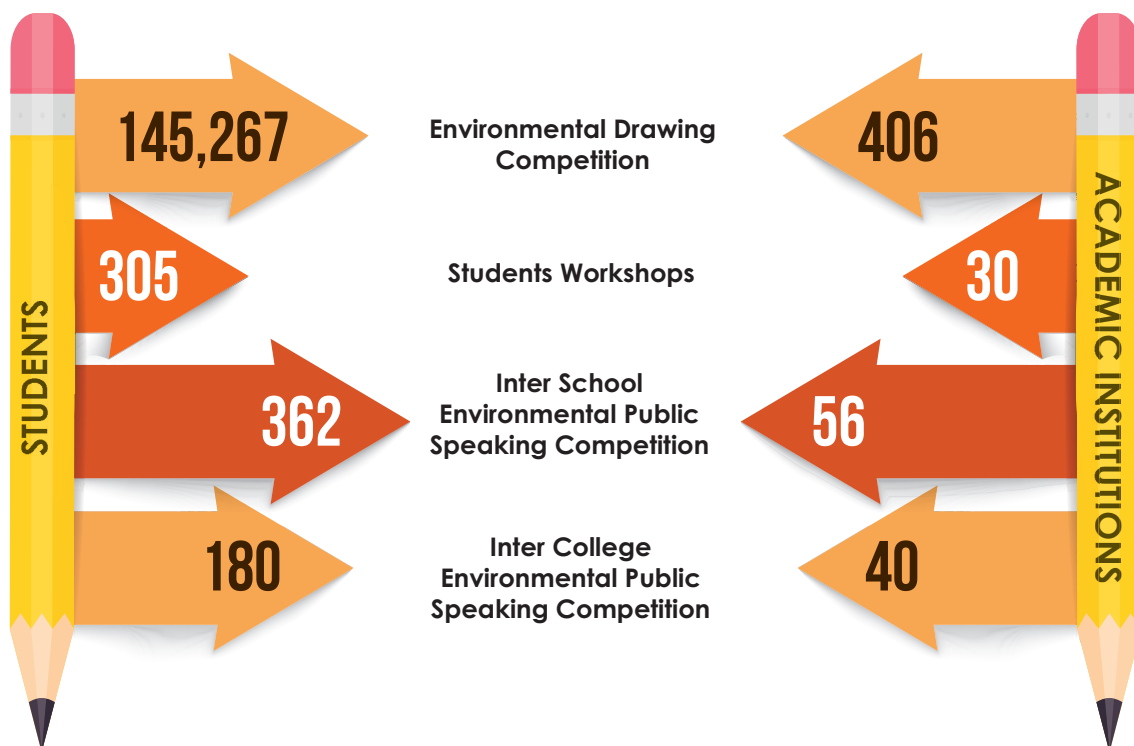 STUDENTS
145,267
Environmental Drawing
Competition
406
305
Students Workshops
30
362
Inter School
Environmental Public
Speaking Competition
56
180
Inter College
Environmental Public
Speaking Competition
40
ACADEMIC INSTITUTIONS